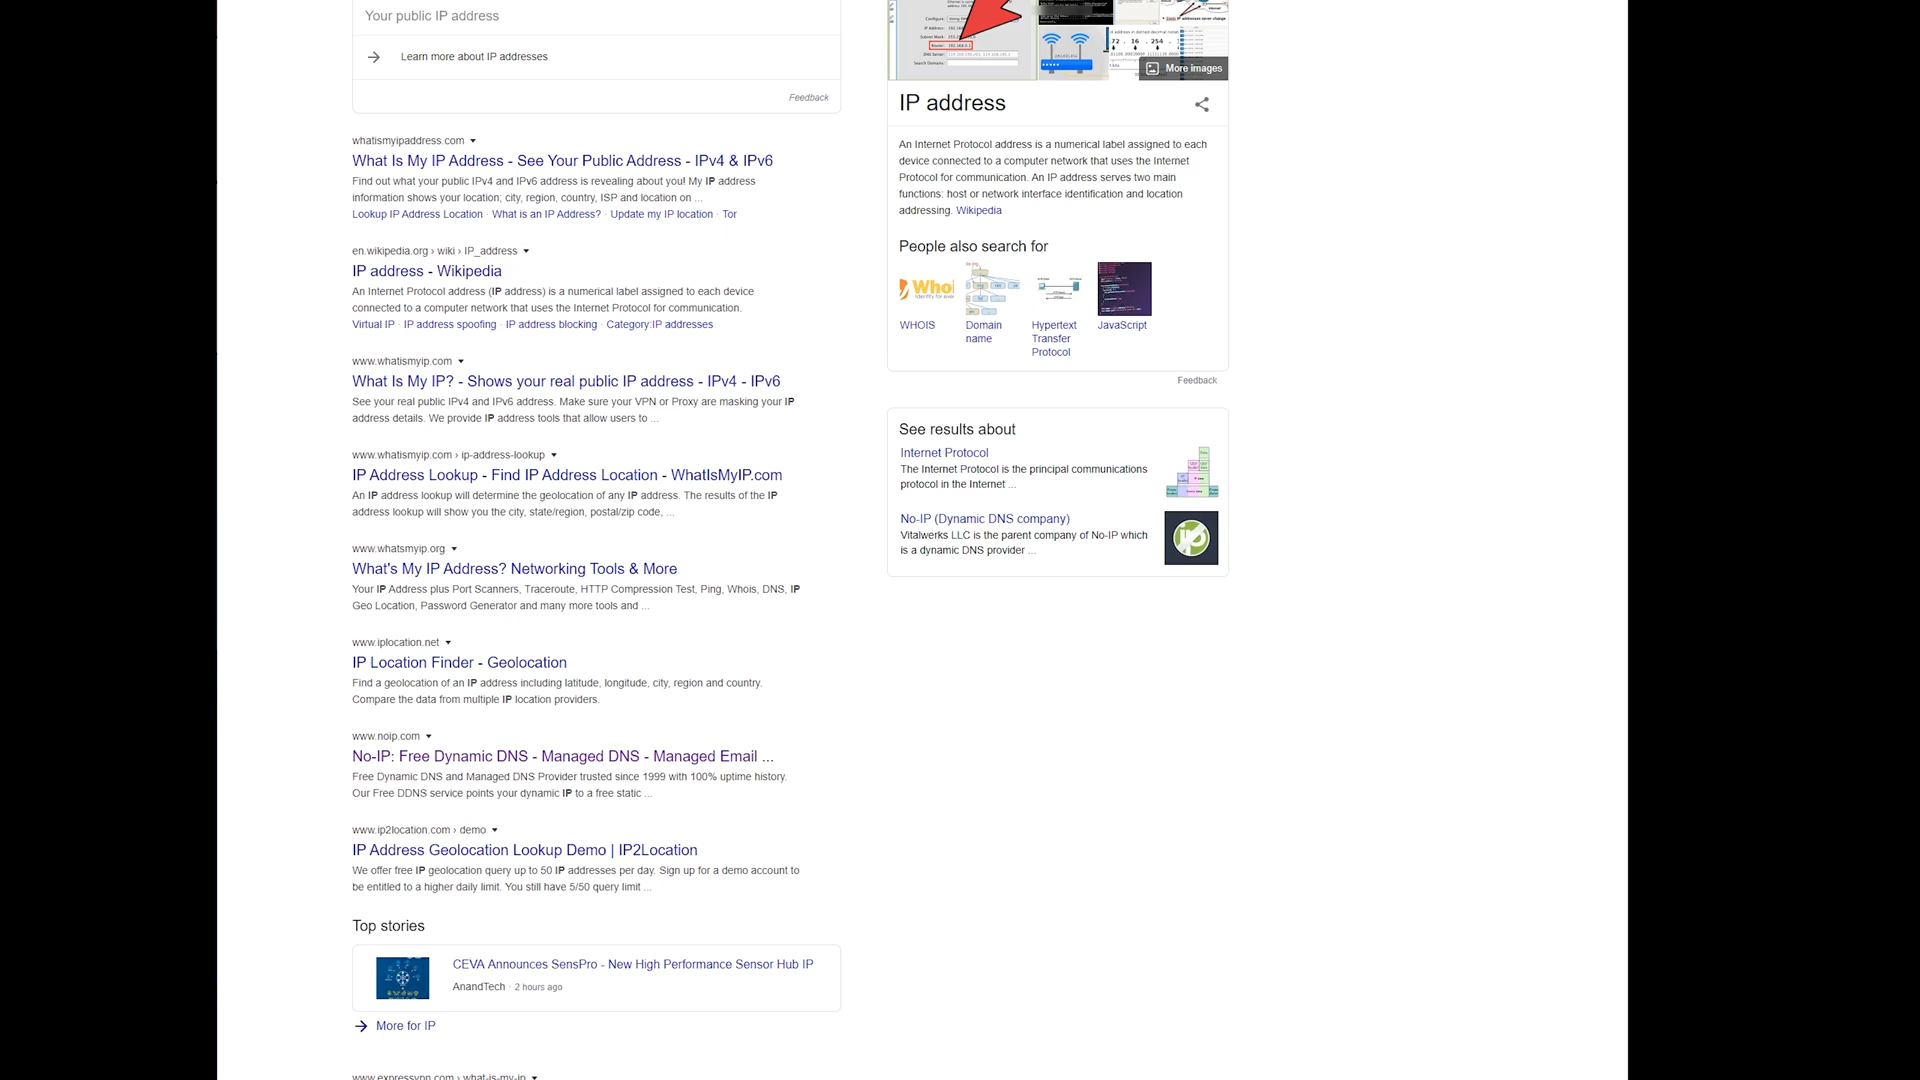 Your public IP address
Learn more about IP addresses
Feedback
whatismyipaddress.com
What Is My IP Address - See Your Public Address - IPv4 & IPv6
Find out what your public IPv4 and IPv6 address is revealing about you! My IP address
information shows your location; city, region, country, ISP and location on ...
Lookup IP Address Location · What is an IP Address? · Update my IP location · Tor
en.wikipedia.org › wiki › IP_address
IP address - Wikipedia
An Internet Protocol address (IP address) is a numerical label assigned to each device
connected to a computer network that uses the Internet Protocol for communication.
Virtual IP · IP address spoofing · IP address blocking · Category:IP addresses
www.whatismyip.com
What Is My IP? - Shows your real public IP address - IPv4 - IPv6
See your real public IPv4 and IPv6 address. Make sure your VPN or Proxy are masking your IP
address details. We provide IP address tools that allow users to ...
www.whatismyip.com › ip-address-lookup
IP Address Lookup - Find IP Address Location - WhatIsMyIP.com
An IP address lookup will determine the geolocation of any IP address. The results of the IP
address lookup will show you the city, state/region, postal/zip code, ...
www.whatsmyip.org
What's My IP Address? Networking Tools & More
Your IP Address plus Port Scanners, Traceroute, HTTP Compression Test, Ping, Whois, DNS, IP
Geo Location, Password Generator and many more tools and ...
www.iplocation.net
IP Location Finder - Geolocation
Find a geolocation of an IP address including latitude, longitude, city, region and country.
Compare the data from multiple IP location providers.
www.noip.com
No-IP: Free Dynamic DNS - Managed DNS - Managed Email ...
Free Dynamic DNS and Managed DNS Provider trusted since 1999 with 100% uptime history.
Our Free DDNS service points your dynamic IP to a free static ...
www.ip2location.com › demo
IP Address Geolocation Lookup Demo | IP2Location
We offer free IP geolocation query up to 50 IP addresses per day. Sign up for a demo account to
be entitled to a higher daily limit. You still have 5/50 query limit ...
Top stories
CEVA Announces SensPro - New High Performance Sensor Hub IP
AnandTech · 2 hours ago
More for IP
www.expressvpn.com › what-is-my-ip
Configure:
IP Address:
Subnet Mask:
Router:
DNS Server:
Search Domains:
72 . 16 . 254 .
More images
IP address
An Internet Protocol address is a numerical label assigned to each
device connected to a computer network that uses the Internet
Protocol for communication. An IP address serves two main
functions: host or network interface identification and location
addressing. Wikipedia
People also search for
Whoi
WHOIS
Domain
name
Hypertext
Transfer
Protocol
JavaScript
Feedback
See results about
Internet Protocol
The Internet Protocol is the principal communications
protocol in the Internet ...
No-IP (Dynamic DNS company)
Vitalwerks LLC is the parent company of No-IP which
is a dynamic DNS provider ...